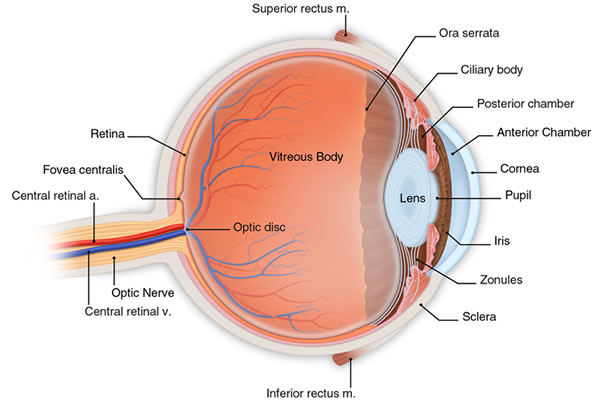 Superior rectus m.
Ora serrata
Ciliary body
Posterior chamber
Anterior Chamber
Cornea
Pupil
Iris
Zonules
Sclera
Retina
Fovea centralis
Central retinal a.
Vitreous Body
Lens
Optic disc
Optic Nerve
Central retinal v.
Inferior rectus m.